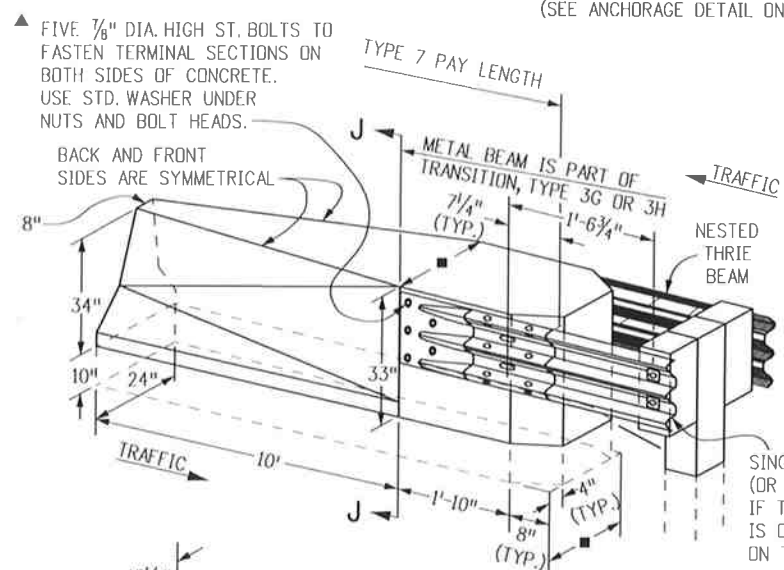 (SEE ANCHORAGE DETAIL ON
FIVE 7/8" DIA. HIGH ST. BOLTS TO
FASTEN TERMINAL SECTIONS ON
BOTH SIDES OF CONCRETE.
USE STD. WASHER UNDER
NUTS AND BOLT HEADS.
TYPE 7 PAY LENGTH
J
BACK AND FRONT
SIDES ARE SYMMETRICAL
METAL BEAM IS PART OF
TRANSITION, TYPE 3G OR 3H
TRAFFIC
7 1/4"
(TYP.)
1'-6 3/4"
8"
NESTED
THRIE
BEAM
34"
33"
10"
24"
TRAFFIC
10'
1'-10"
4"
(TYP.)
8"
(TYP.)
J
(OR
IF T
ON T